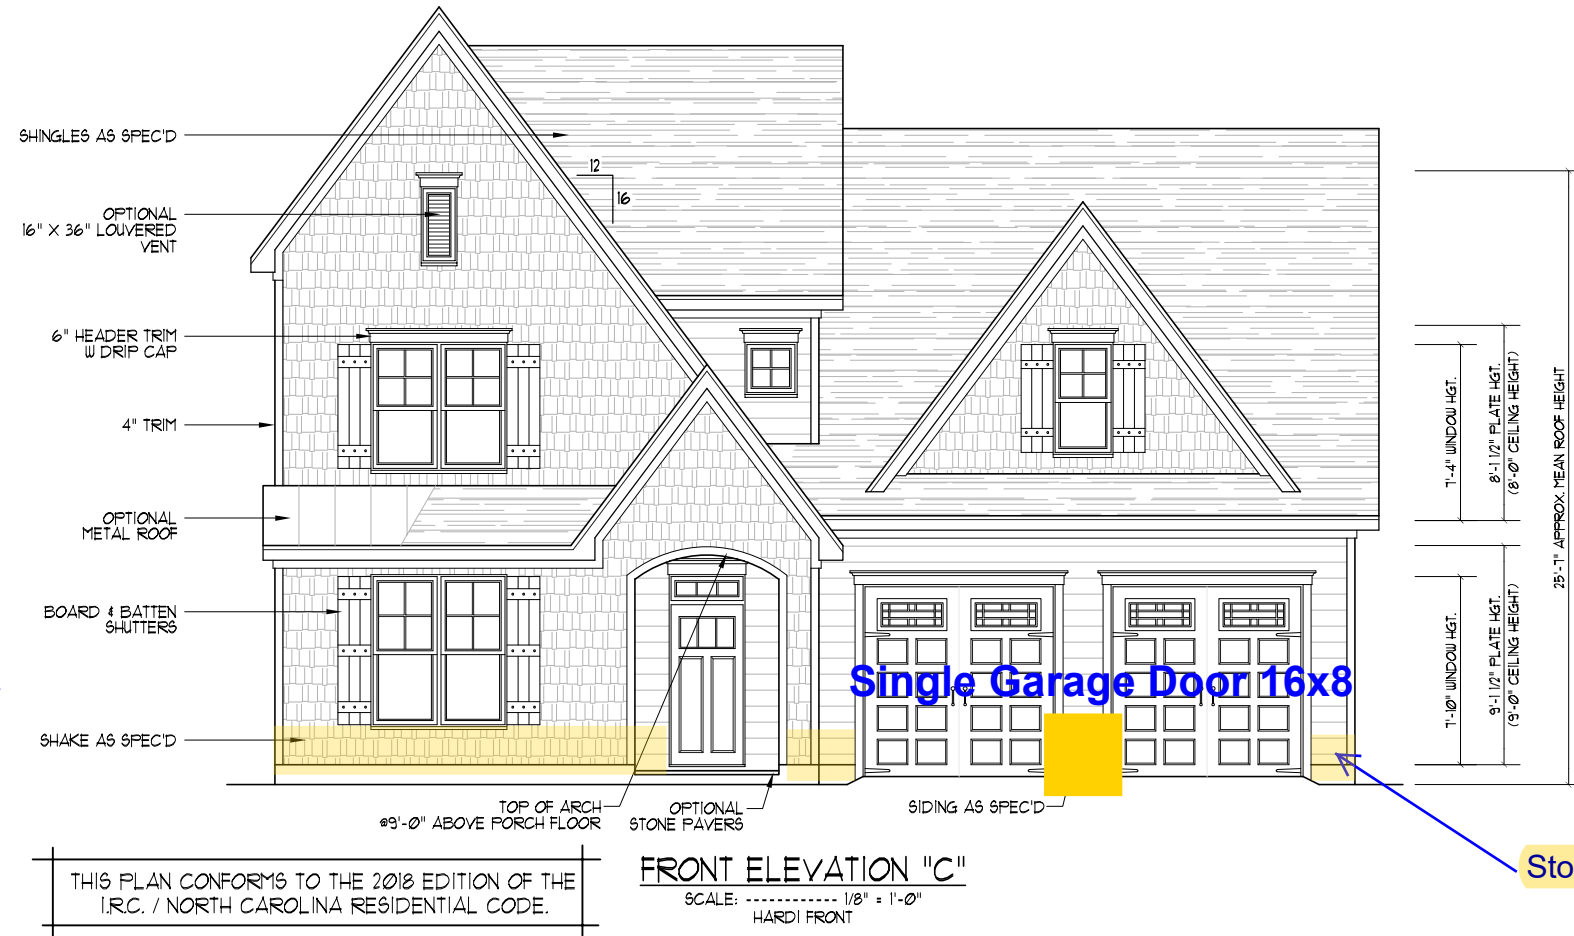 SHINGLES AS SPEC'D
12
16
OPTIONAL
16" X 36" LOUVERED
VENT
6" HEADER TRIM
W DRIP CAP
4" TRIM
OPTIONAL
METAL ROOF
BOARD & BATTEN
SHUTTERS
SHAKE AS SPEC'D
Single Garage Door 16x8
7'-4" WINDOW HGT.
8'-1 1/2" PLATE HGT.
(8'-0" CEILING HEIGHT)
25'-7" APPROX. MEAN ROOF HEIGHT
7'-10" WINDOW HGT.
9'-1 1/2" PLATE HGT.
(9'-0" CEILING HEIGHT)
TOP OF ARCH
@9'-0" ABOVE PORCH FLOOR
OPTIONAL
STONE PAVERS
SIDING AS SPEC'D
Sto
FRONT ELEVATION "C"
SCALE: ------------ 1/8" = 1'-0"
HARDI FRONT
THIS PLAN CONFORMS TO THE 2018 EDITION OF THE
I.R.C. / NORTH CAROLINA RESIDENTIAL CODE.